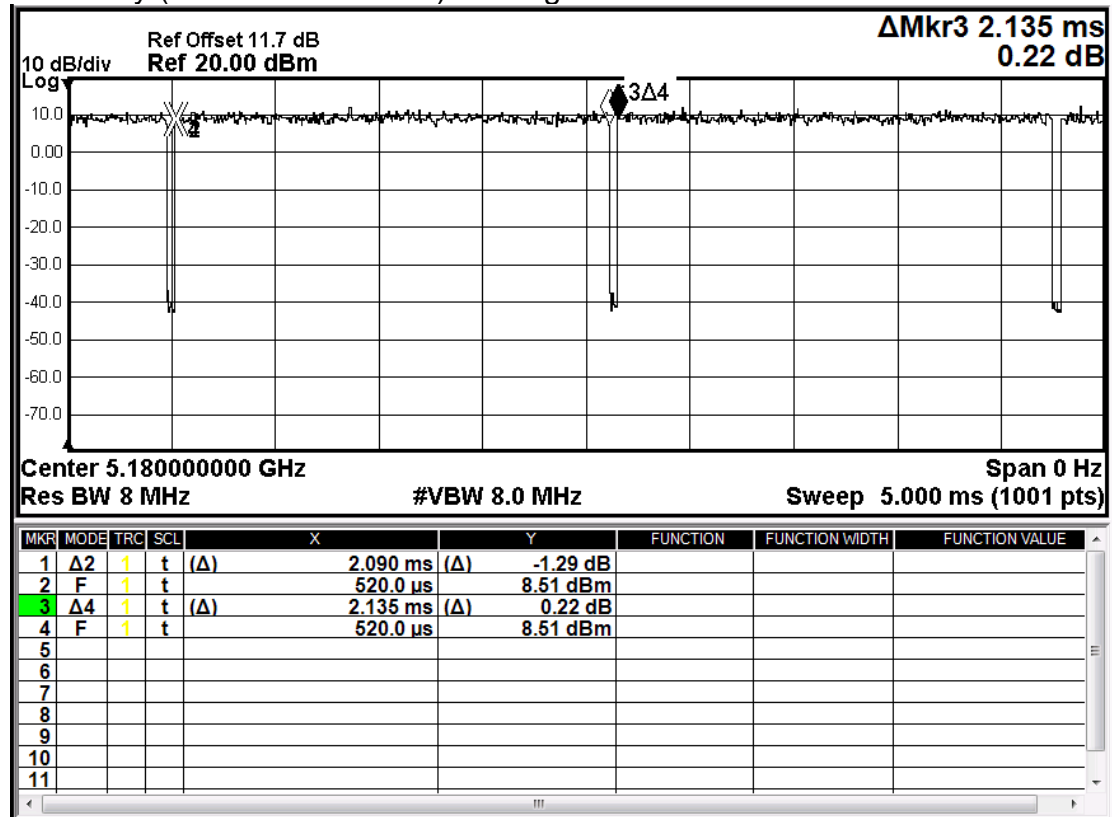 ΔMkr3 2.135 ms
Ref Offset 11.7 dB
0.22 dB
10 dB/div Ref 20.00 dBm
Log
3Δ4
10.0
2
0.00
-10.0
-20.0
-30.0
-40.0
-50.0
-60.0
-70.0
Center 5.180000000 GHz Span 0 Hz
Res BW 8 MHz #VBW 8.0 MHz Sweep 5.000 ms (1001 pts)
MKR MODE TRC SCL X Y FUNCTION FUNCTION WIDTH FUNCTION VALUE
1 Δ2 1 t (Δ) 2.090 ms (Δ) -1.29 dB
2 F 1 t 520.0 µs 8.51 dBm
3 Δ4 1 t (Δ) 2.135 ms (Δ) 0.22 dB
4 F 1 t 520.0 µs 8.51 dBm
5
6
7
8
9
10
11